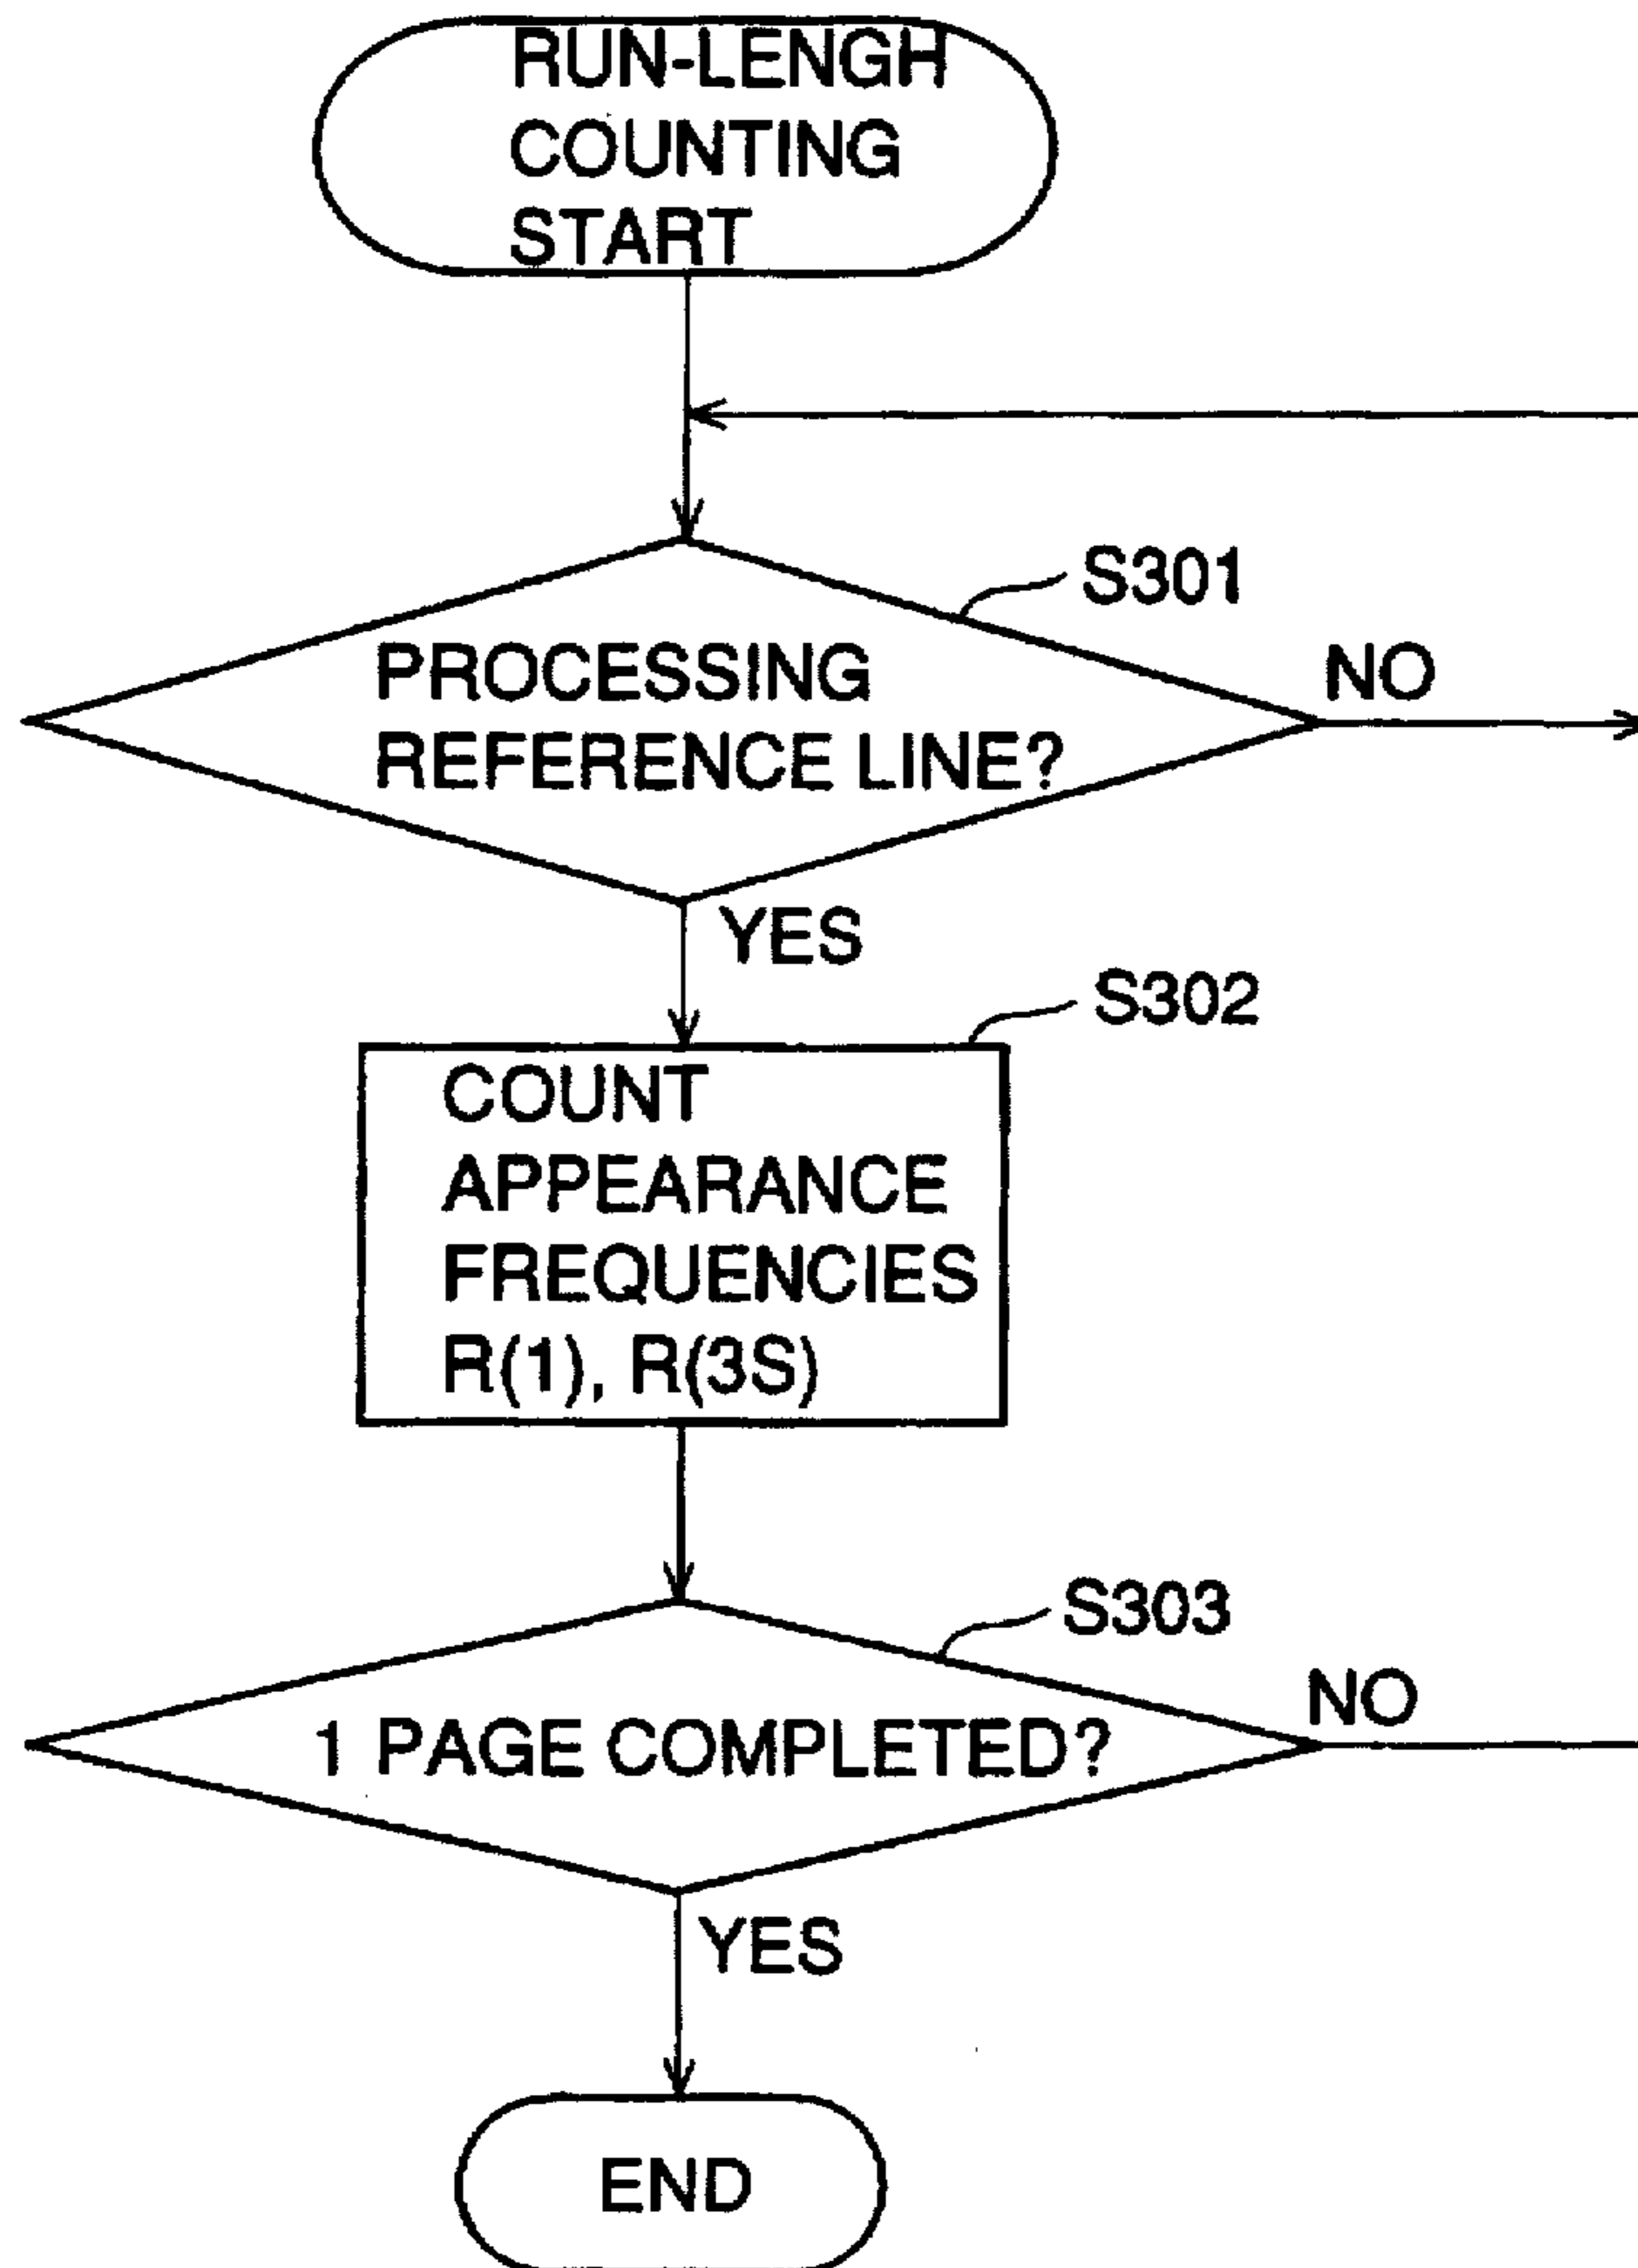 RUN-LENGH
COUNTING
START
S301
PROCESSING
REFERENCE LINE?
NO
YES
S302
COUNT
APPEARANCE
FREQUENCIES
R(1), R(3S)
S303
1 PAGE COMPLETED?
NO
YES
END